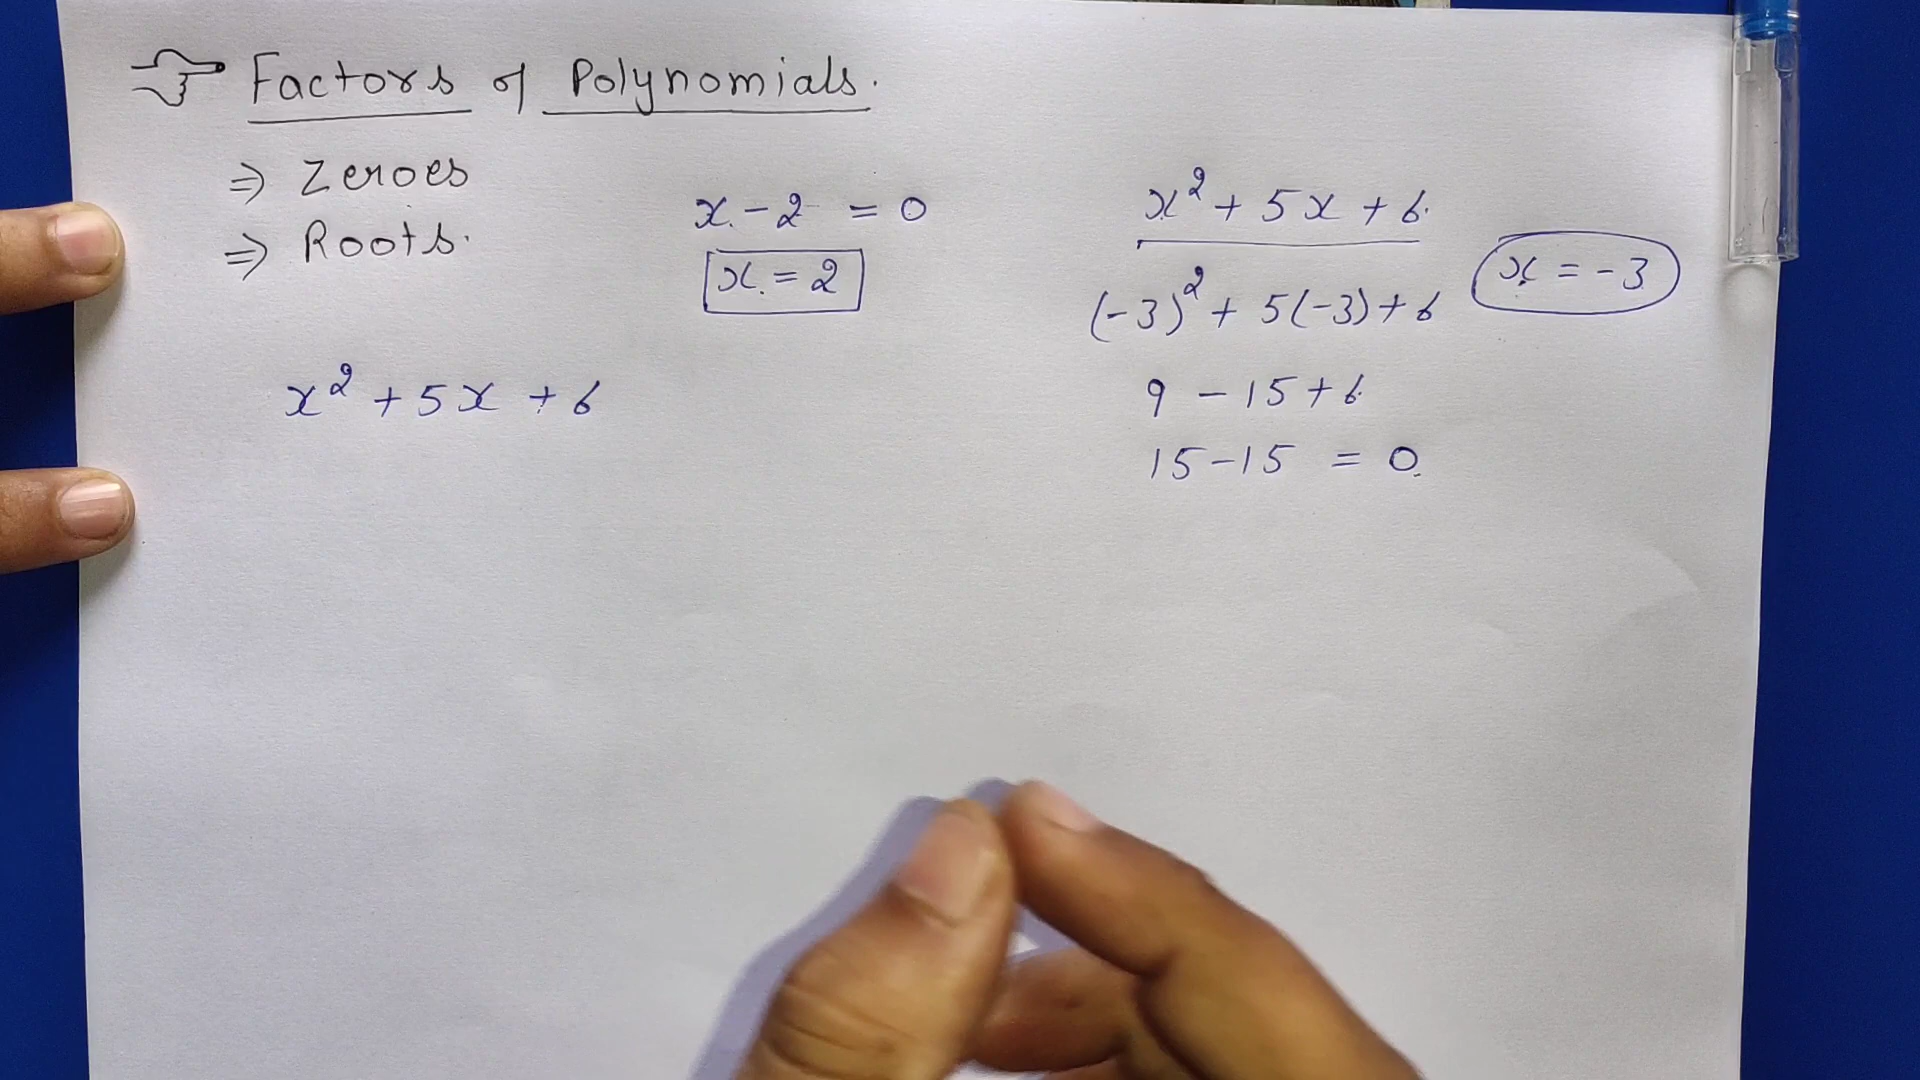 Factors of Polynomials.
⇒ Zeroes
⇒ Roots.
x - 2 = 0
x = 2
x² + 5x + 6
x² + 5x + 6.
x = -3
(-3)² + 5(-3) + 6
9 - 15 + 6.
15 - 15 = 0.